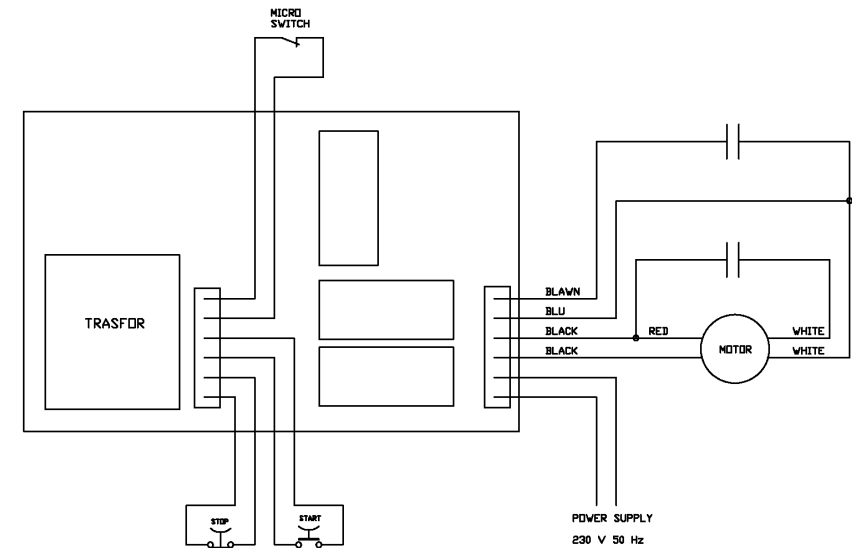 MICRO
SWITCH
TRASFOR
BLAWN
BLU
BLACK
RED
WHITE
BLACK
MOTOR
WHITE
STOP
START
POWER SUPPLY
230 V 50 Hz